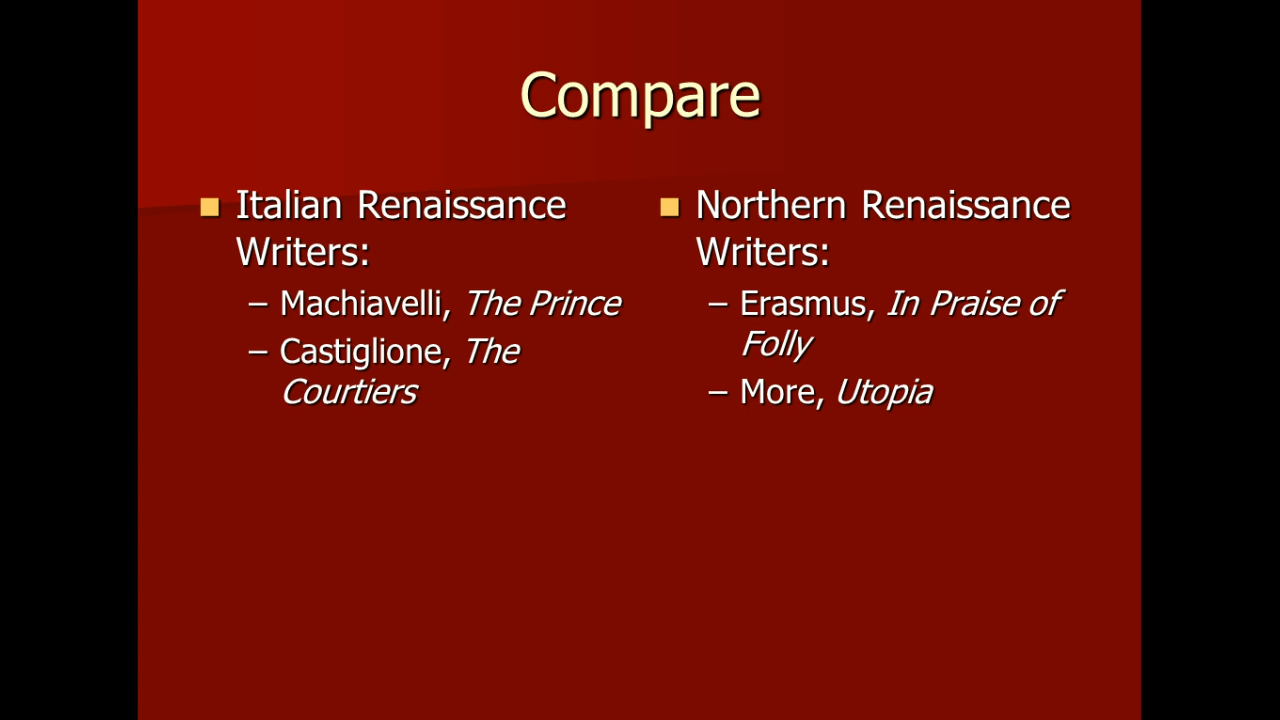 Compare
Italian Renaissance
Writers:
– Machiavelli, The Prince
– Castiglione, The
Courtiers
Northern Renaissance
Writers:
– Erasmus, In Praise of
Folly
– More, Utopia